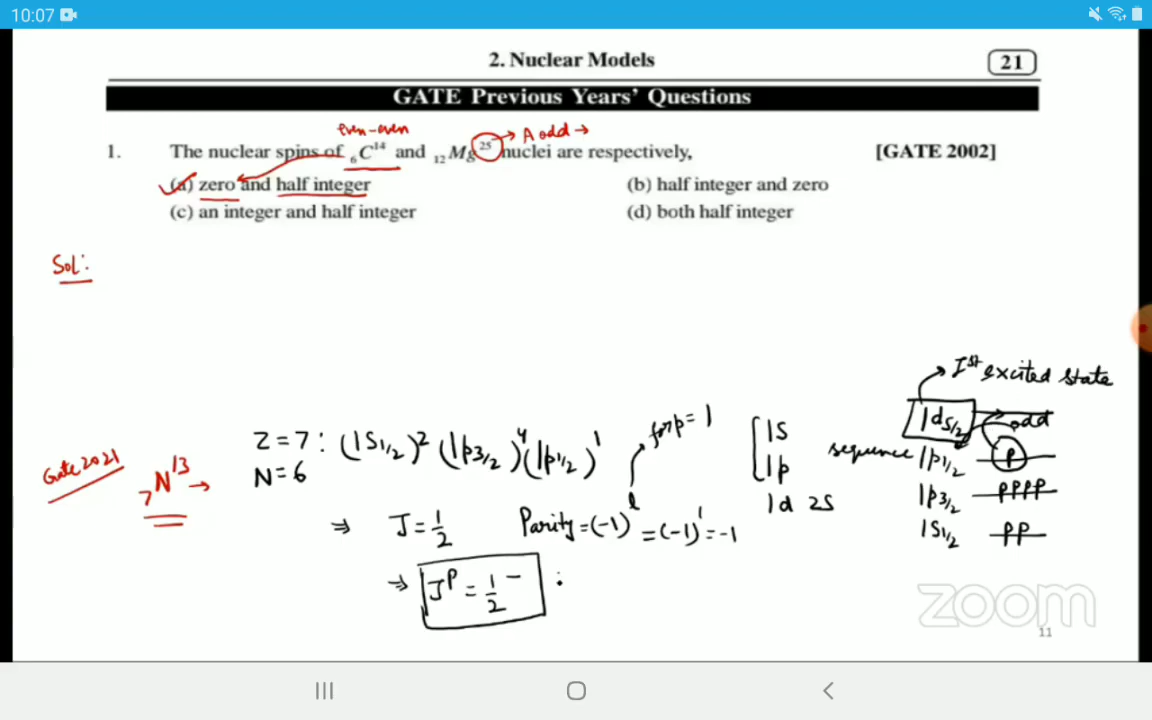 10:07
2. Nuclear Models
21
GATE Previous Years' Questions
even-even
A odd →
1. The nuclear spins of ₆C¹⁴ and ₁₂Mg²⁵ nuclei are respectively, [GATE 2002]
(a) zero and half integer (b) half integer and zero
(c) an integer and half integer (d) both half integer
Sol:
Iˢᵗ excited state
for p = 1
Gate 2021
₇N¹³ →
Z = 7 : (1S₁/₂)² (1p₃/₂)⁴ (1p₁/₂)¹
N = 6
⇒ J = 1/2 Parity = (-1)ˡ = (-1)¹ = -1
⇒ Jᴾ = 1/2⁻ :
1S
1p
1d 2S
sequence
1d₅/₂ odd
1p₁/₂ p
1p₃/₂ pppp
1S₁/₂ pp
zoom
11